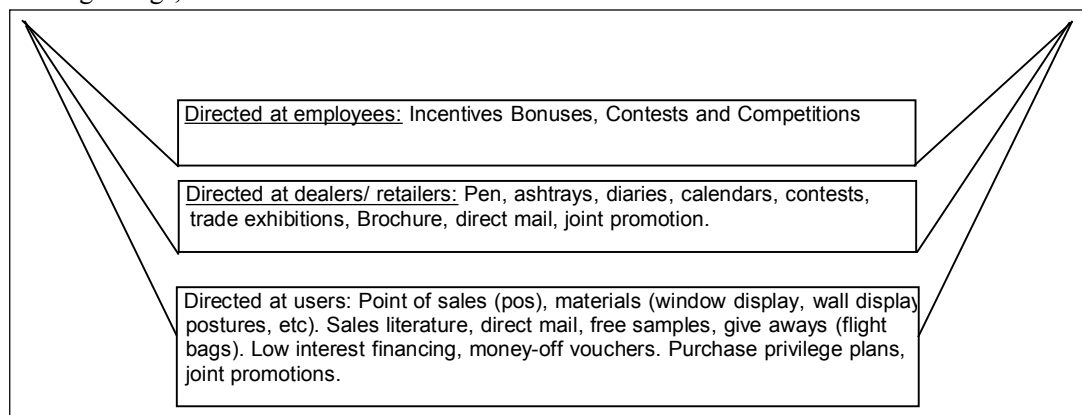 Directed at employees: Incentives Bonuses, Contests and Competitions
Directed at dealers/ retailers: Pen, ashtrays, diaries, calendars, contests,
trade exhibitions, Brochure, direct mail, joint promotion.
Directed at users: Point of sales (pos), materials (window display, wall display
postures, etc). Sales literature, direct mail, free samples, give aways (flight
bags). Low interest financing, money-off vouchers. Purchase privilege plans,
joint promotions.